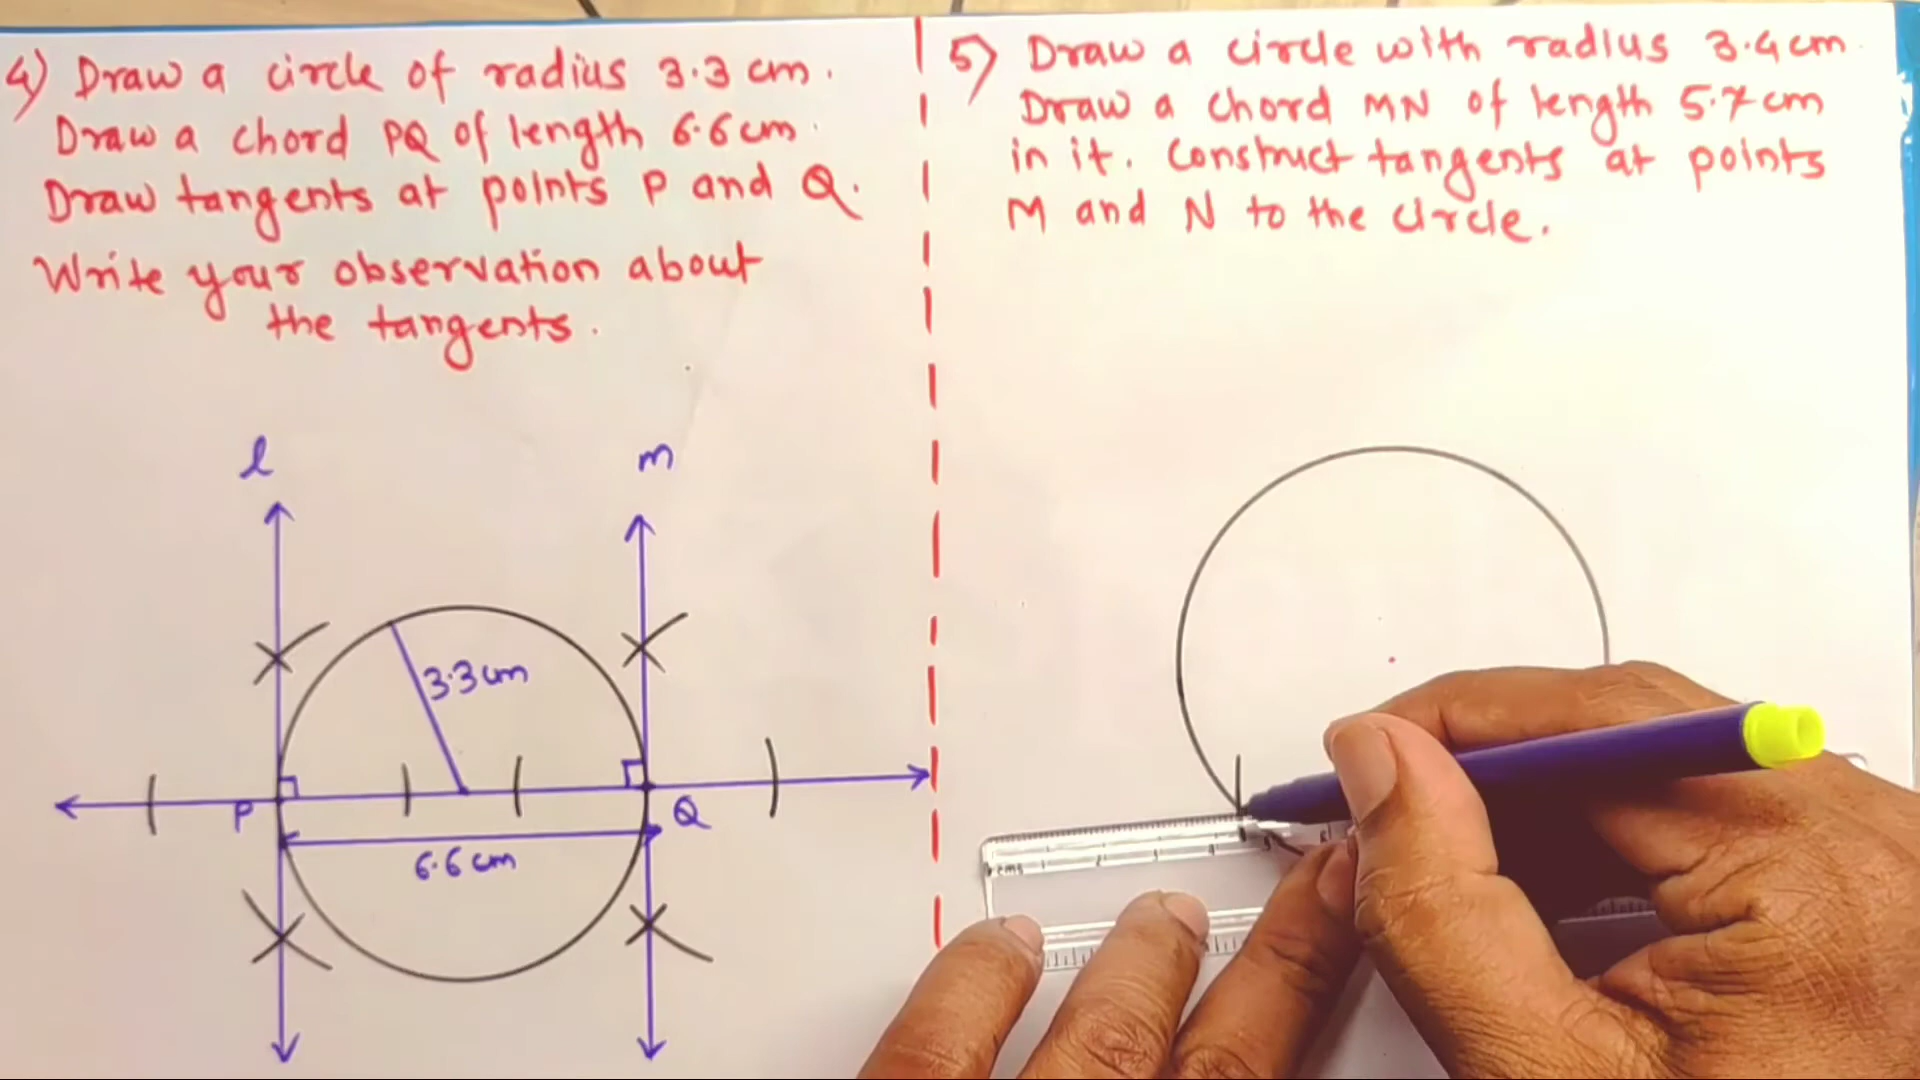 4) Draw a circle of radius 3.3 cm.
Draw a chord PQ of length 6.6 cm.
Draw tangents at points P and Q.
Write your observation about
the tangents.
5) Draw a circle with radius 3.4 cm.
Draw a chord MN of length 5.7 cm
in it. Construct tangents at points
M and N to the circle.
l
m
3.3 cm
P
Q
6.6 cm
cms